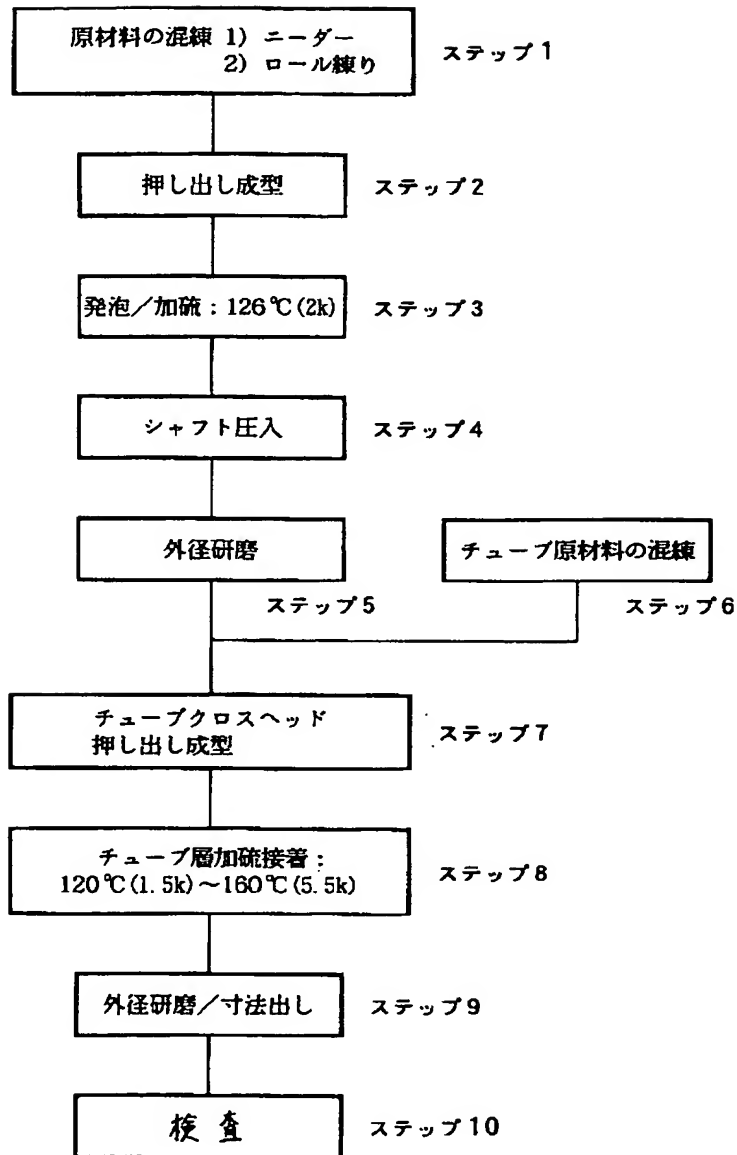 原材料の混練 1) ニーダー
2) ロール練り
ステップ1
押し出し成型
ステップ2
発泡/加硫:126℃(2k)
ステップ3
シャフト圧入
ステップ4
外径研磨
ステップ5
チューブ原材料の混練
ステップ6
チューブクロスヘッド
押し出し成型
ステップ7
チューブ層加硫接着:
120℃(1.5k)~160℃(5.5k)
ステップ8
外径研磨/寸法出し
ステップ9
検査
ステップ10